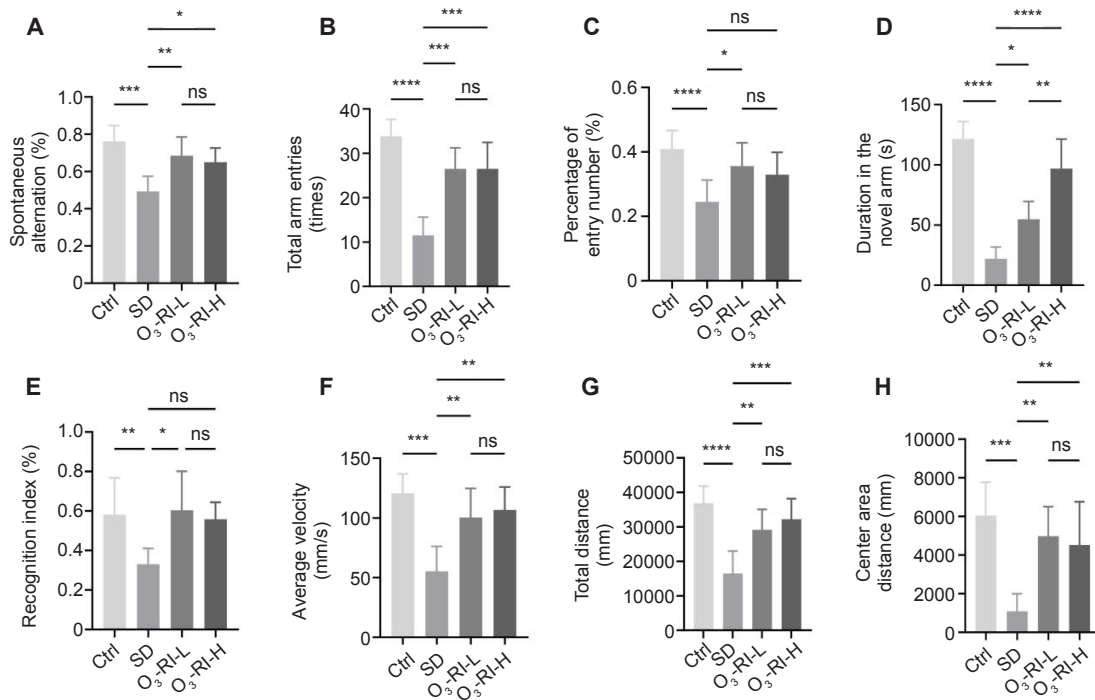 A
*
**
***
ns
Spontaneous
alternation (%)
1.0
0.8
0.6
0.4
0.2
0
Ctrl
SD
O₃-RI-L
O₃-RI-H
B
***
***
****
ns
Total arm entries
(times)
40
30
20
10
0
Ctrl
SD
O₃-RI-L
O₃-RI-H
C
ns
*
****
ns
Percentage of
entry number (%)
0.6
0.4
0.2
0
Ctrl
SD
O₃-RI-L
O₃-RI-H
D
****
*
****
**
Duration in the
novel arm (s)
150
100
50
0
Ctrl
SD
O₃-RI-L
O₃-RI-H
E
ns
** * ns
Recognition index (%)
1.0
0.8
0.6
0.4
0.2
0
Ctrl
SD
O₃-RI-L
O₃-RI-H
F
**
**
***
ns
Average velocity
(mm/s)
150
100
50
0
Ctrl
SD
O₃-RI-L
O₃-RI-H
G
***
**
****
ns
Total distance
(mm)
50000
40000
30000
20000
10000
0
Ctrl
SD
O₃-RI-L
O₃-RI-H
H
**
**
***
ns
Center area
distance (mm)
10000
8000
6000
4000
2000
0
Ctrl
SD
O₃-RI-L
O₃-RI-H